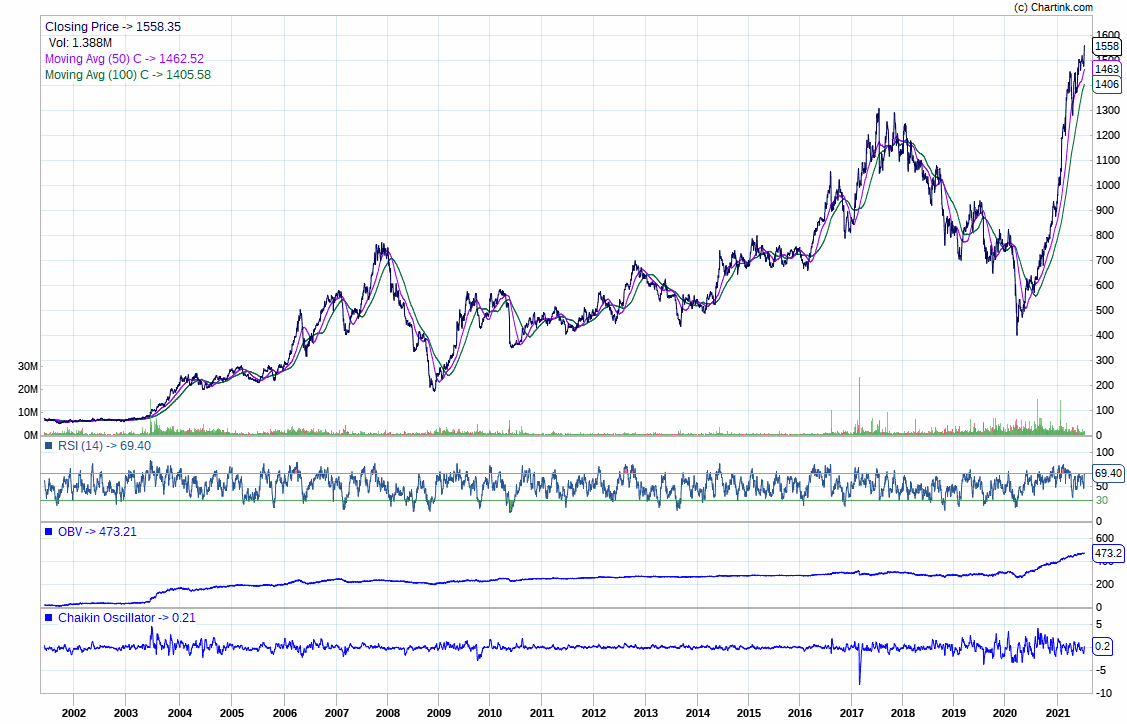 (c) Chartink.com
Closing Price -> 1558.35
Vol: 1.388M
Moving Avg (50) C -> 1462.52
Moving Avg (100) C -> 1405.58
1600
1558
1463
1406
1300
1200
1100
1000
900
800
700
600
500
400
300
200
100
0
30M
20M
10M
0M
RSI (14) -> 69.40
100
69.40
50
30
0
OBV -> 473.21
600
473.2
200
0
Chaikin Oscillator -> 0.21
5
0.2
-5
-10
2002 2003 2004 2005 2006 2007 2008 2009 2010 2011 2012 2013 2014 2015 2016 2017 2018 2019 2020 2021